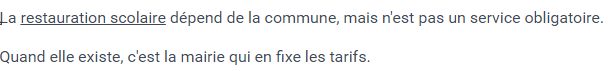 La restauration scolaire dépend de la commune, mais n'est pas un service obligatoire.
Quand elle existe, c'est la mairie qui en fixe les tarifs.